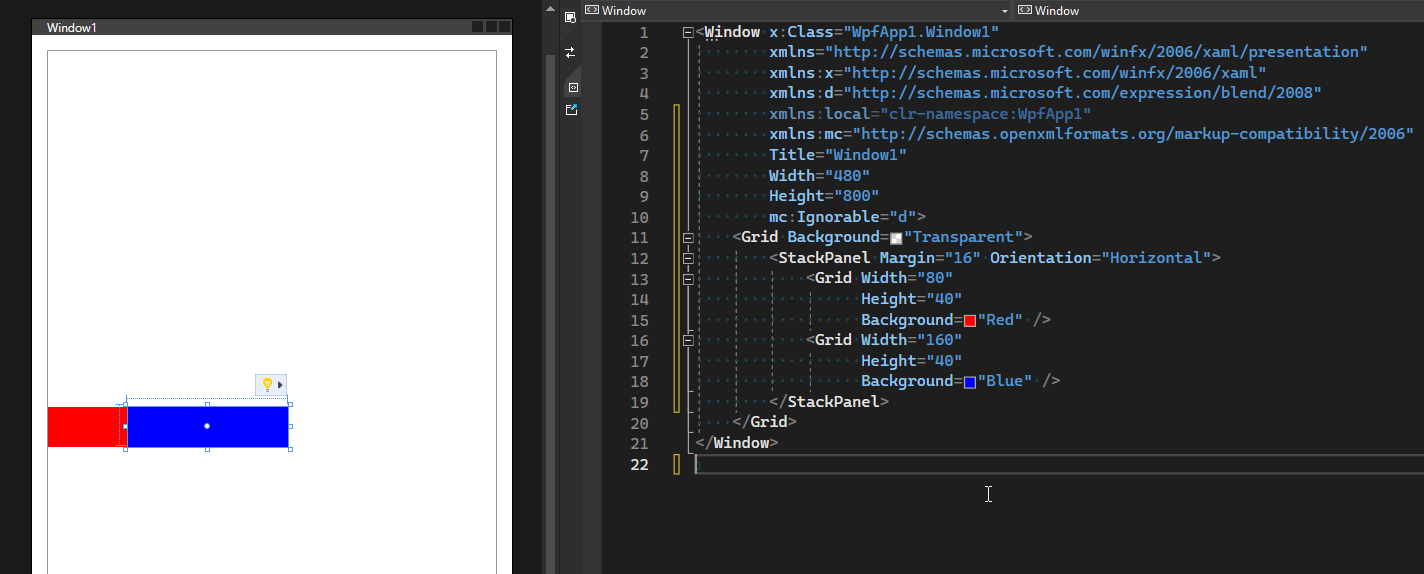 Window1
Window
Window
1 <Window x:Class="WpfApp1.Window1"
2 xmlns="http://schemas.microsoft.com/winfx/2006/xaml/presentation"
3 xmlns:x="http://schemas.microsoft.com/winfx/2006/xaml"
4 xmlns:d="http://schemas.microsoft.com/expression/blend/2008"
5 xmlns:local="clr-namespace:WpfApp1"
6 xmlns:mc="http://schemas.openxmlformats.org/markup-compatibility/2006"
7 Title="Window1"
8 Width="480"
9 Height="800"
10 mc:Ignorable="d">
11 <Grid Background="Transparent">
12 <StackPanel Margin="16" Orientation="Horizontal">
13 <Grid Width="80"
14 Height="40"
15 Background="Red" />
16 <Grid Width="160"
17 Height="40"
18 Background="Blue" />
19 </StackPanel>
20 </Grid>
21 </Window>
22